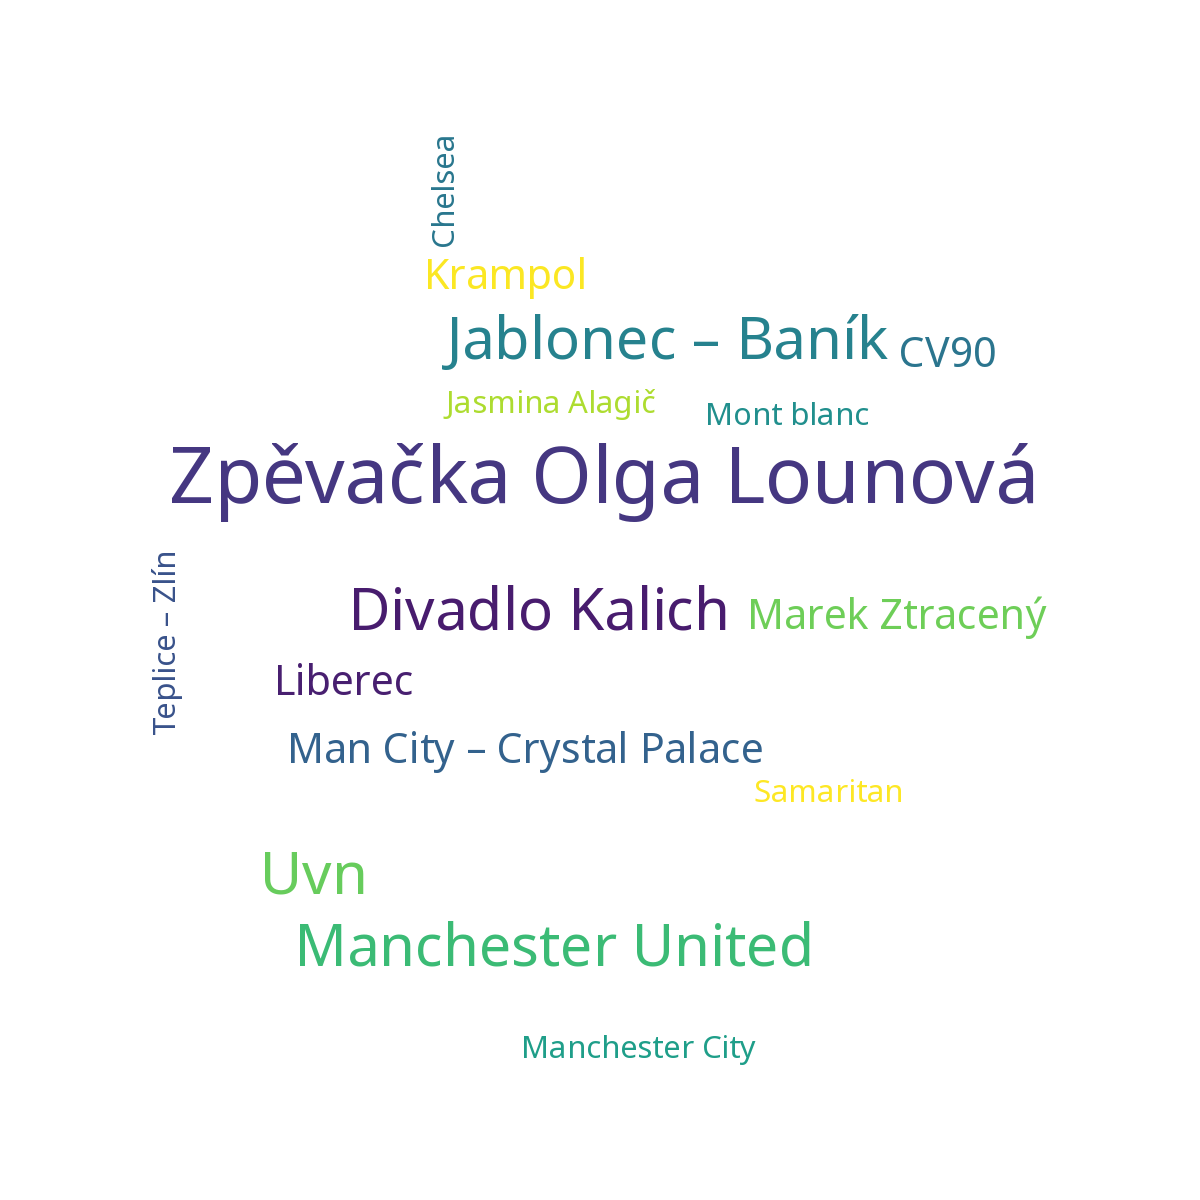 Chelsea
Krampol
Jablonec – Baník
CV90
Jasmina Alagič
Mont blanc
Zpěvačka Olga Lounová
Teplice – Zlín
Divadlo Kalich
Marek Ztracený
Liberec
Man City – Crystal Palace
Samaritan
Uvn
Manchester United
Manchester City